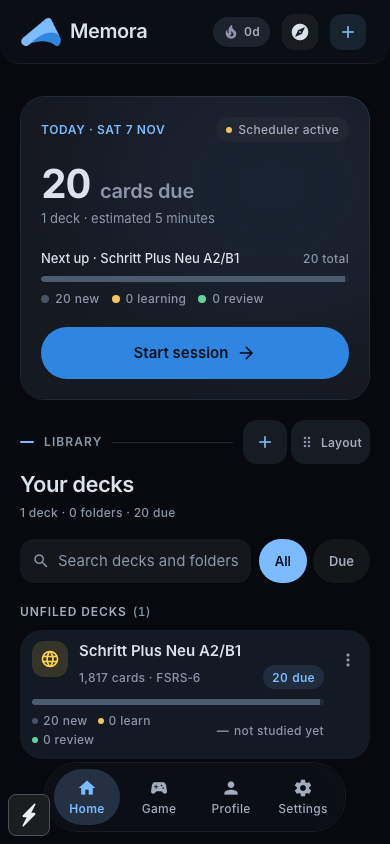 Memora
0d
+
TODAY · SAT 7 NOV
Scheduler active
20 cards due
1 deck · estimated 5 minutes
Next up · Schritt Plus Neu A2/B1
20 total
20 new
0 learning
0 review
Start session →
LIBRARY
+
Layout
Your decks
1 deck · 0 folders · 20 due
Search decks and folders
All
Due
UNFILED DECKS (1)
Schritt Plus Neu A2/B1
1,817 cards · FSRS-6
20 due
20 new
0 learn
0 review
— not studied yet
Home
Game
Profile
Settings